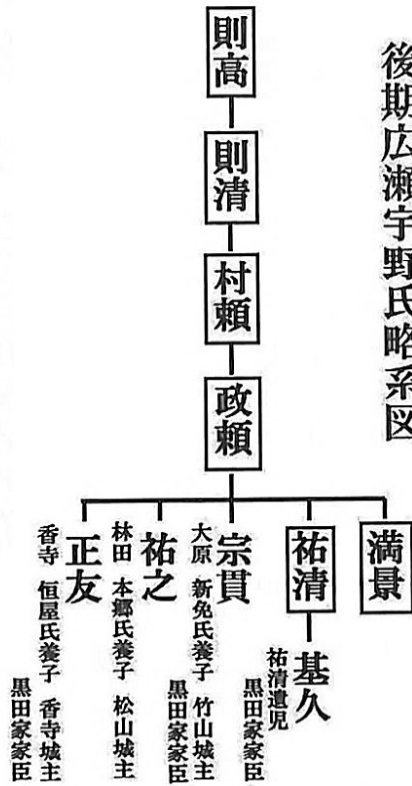 後期広瀬宇野氏略系図
則高
則清
村頼
政頼
満景
祐清
基久
祐清遺児
黒田家家臣
宗貫
大原 新免氏養子 竹山城主
黒田家家臣
祐之
林田 本郷氏養子 松山城主
正友
香寺 恒屋氏養子 香寺城主
黒田家家臣